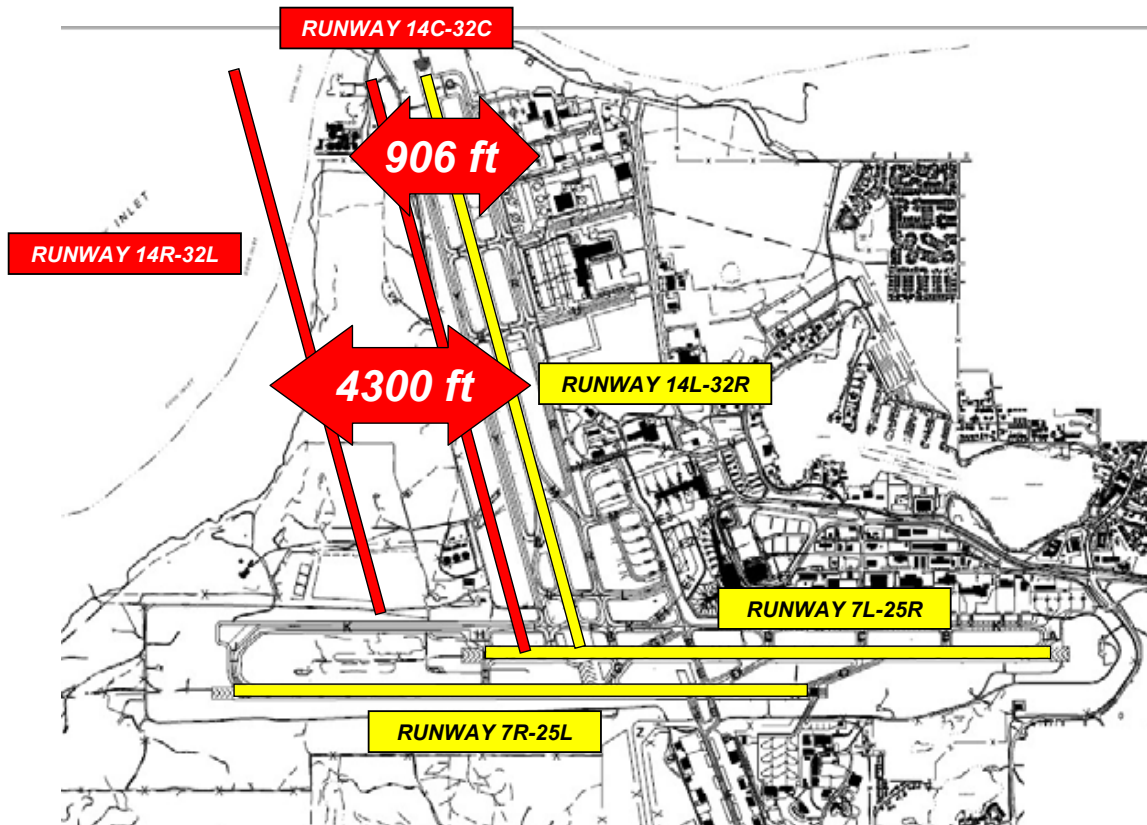 RUNWAY 14C-32C
906 ft
INLET
RUNWAY 14R-32L
4300 ft
RUNWAY 14L-32R
RUNWAY 7L-25R
K
RUNWAY 7R-25L